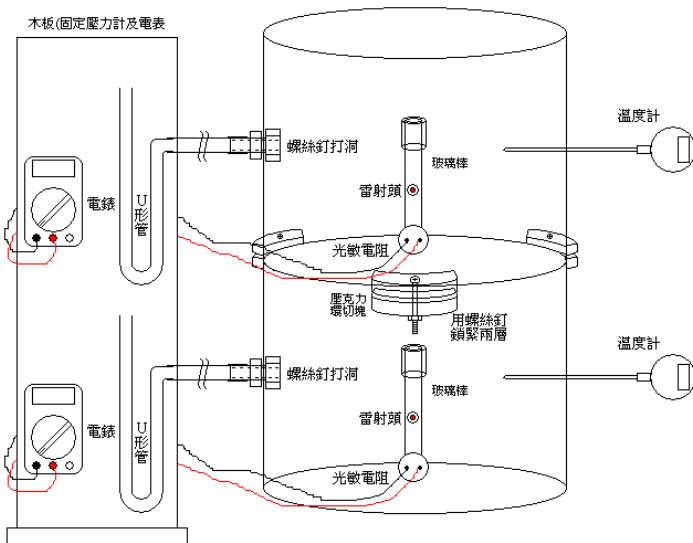 木板(固定壓力計及電表
溫度計
螺絲釘打洞
玻璃棒
雷射頭
電錶
U形管
光敏電阻
壓克力
環切塊
用螺絲釘
鎖緊兩層
溫度計
螺絲釘打洞
玻璃棒
雷射頭
電錶
U形管
光敏電阻